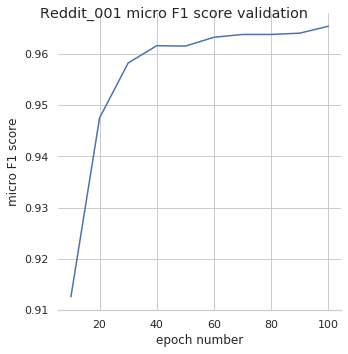 Reddit_001 micro F1 score validation
micro F1 score
0.96
0.95
0.94
0.93
0.92
0.91
20 40 60 80 100
epoch number